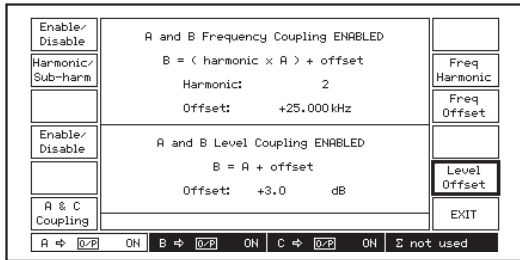 Enable/
Disable
Harmonic/
Sub-harm
Enable/
Disable
A & C
Coupling
A and B Frequency Coupling ENABLED
B = ( harmonic x A ) + offset
Harmonic: 2
Offset: +25.000 kHz
A and B Level Coupling ENABLED
B = A + offset
Offset: +3.0 dB
Freq
Harmonic
Freq
Offset
Level
Offset
EXIT
A ⇨ O/P ON B ⇨ O/P ON C ⇨ O/P ON Σ not used